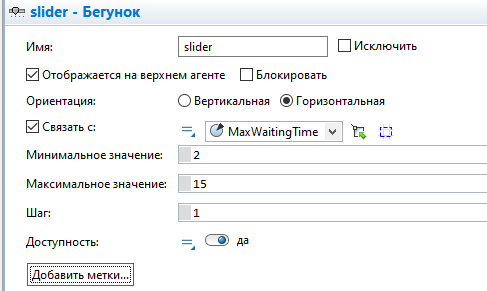 slider - Бегунок
Имя: slider Исключить
Отображается на верхнем агенте Блокировать
Ориентация: Вертикальная Горизонтальная
Связать с: MaxWaitingTime
Минимальное значение: 2
Максимальное значение: 15
Шаг: 1
Доступность: да
Добавить метки...